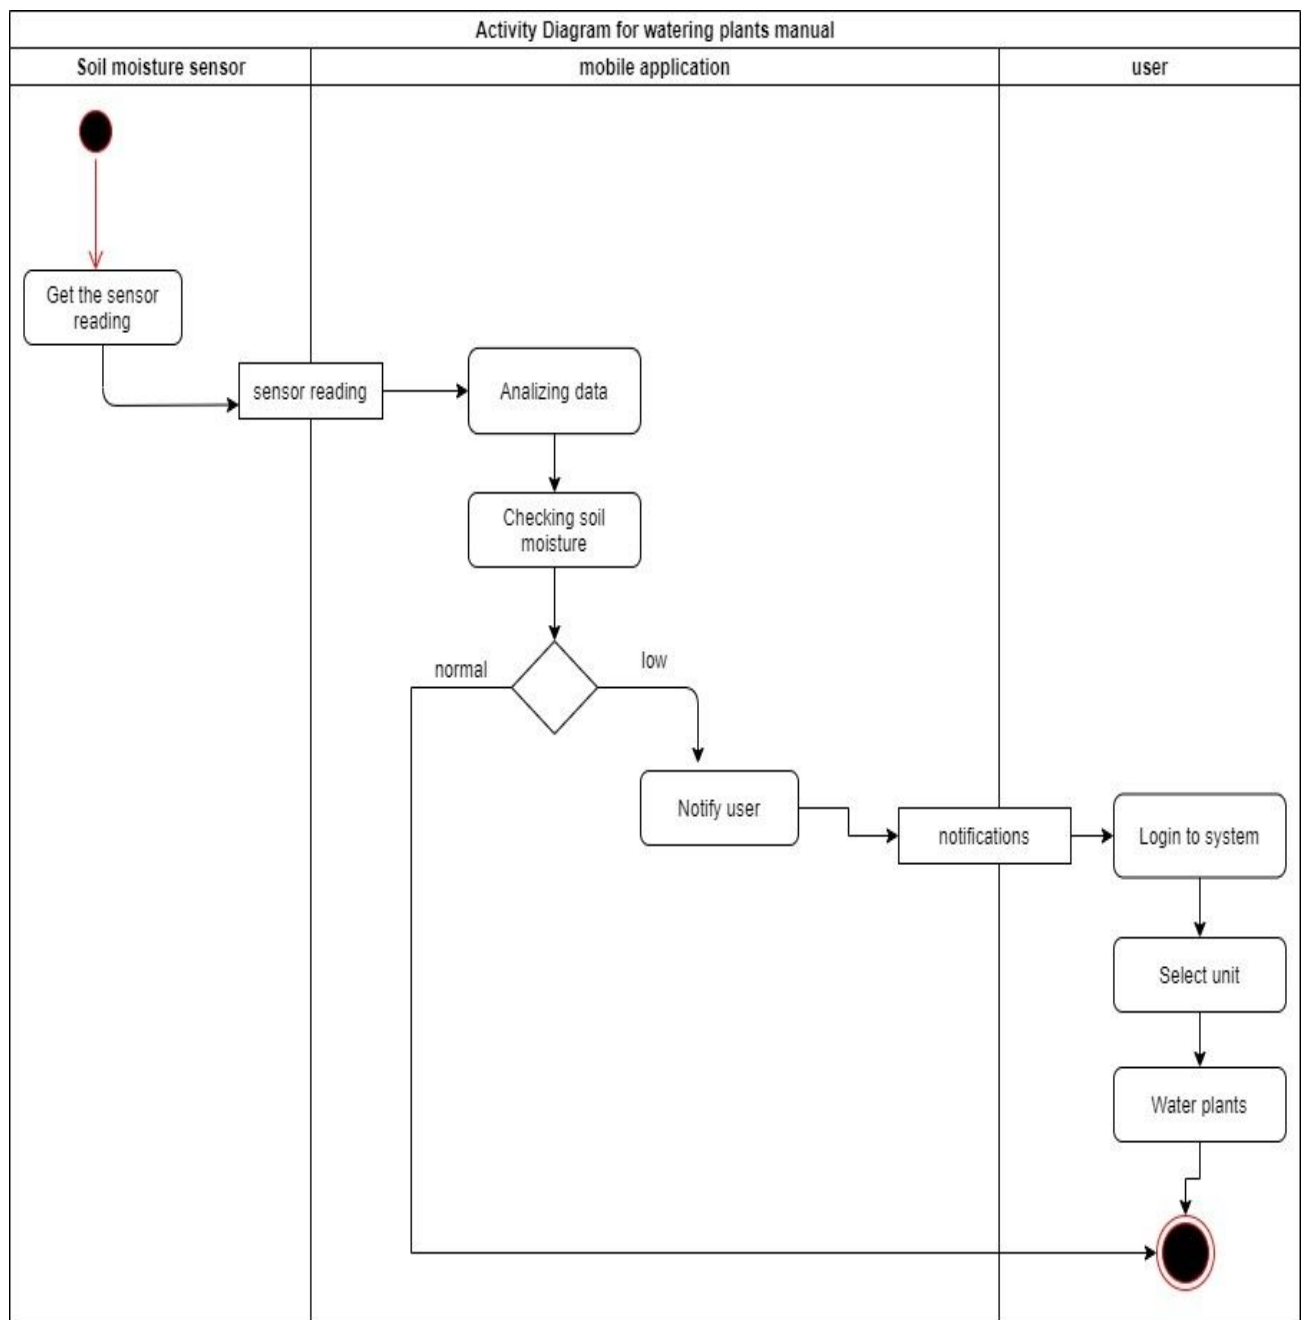 Activity Diagram for watering plants manual
Soil moisture sensor
mobile application
user
Get the sensor
reading
sensor reading
Analizing data
Checking soil
moisture
normal
low
Notify user
notifications
Login to system
Select unit
Water plants